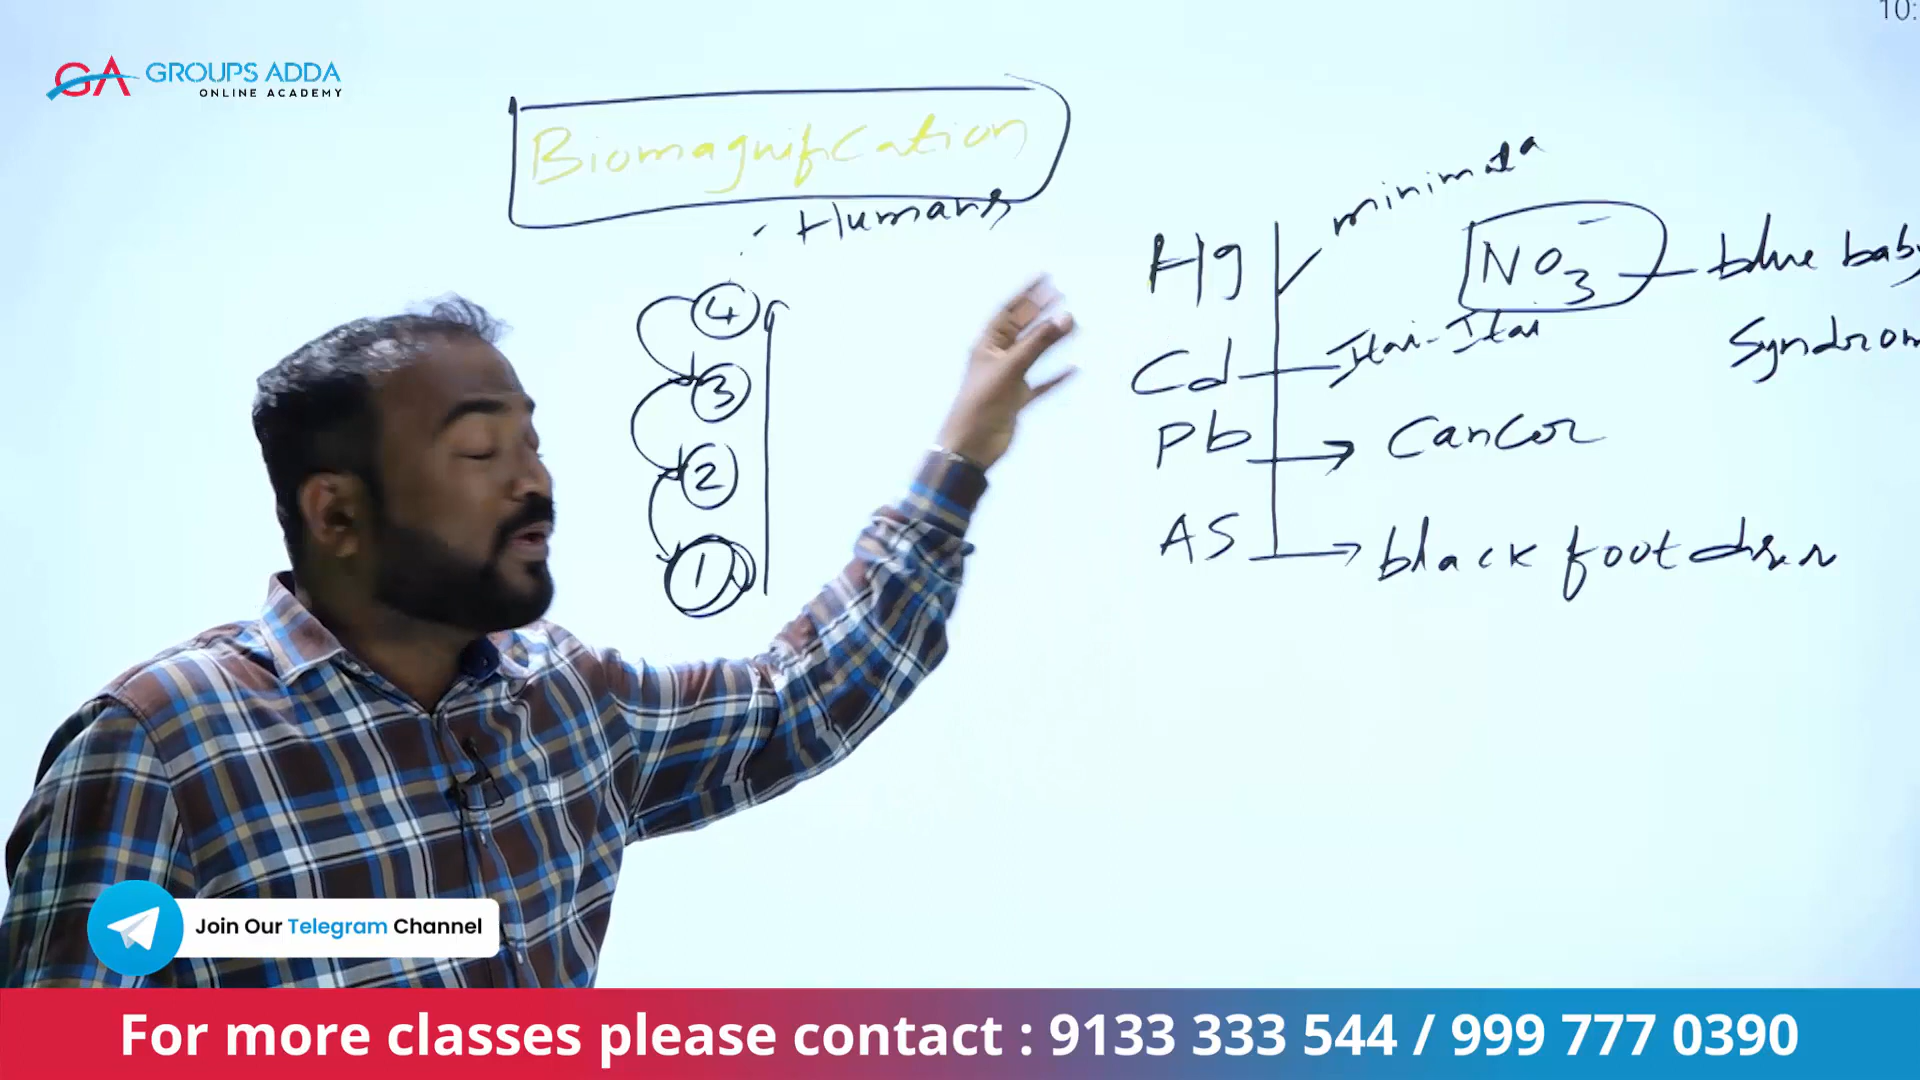 10:
GA GROUPS ADDA
ONLINE ACADEMY
Biomagnification
Humans
4
3
2
1
Hg
minimata
NO3- blue baby
Syndrom
Cd Itai-Itai
Pb → Cancer
AS → black foot
Join Our Telegram Channel
For more classes please contact : 9133 333 544 / 999 777 0390